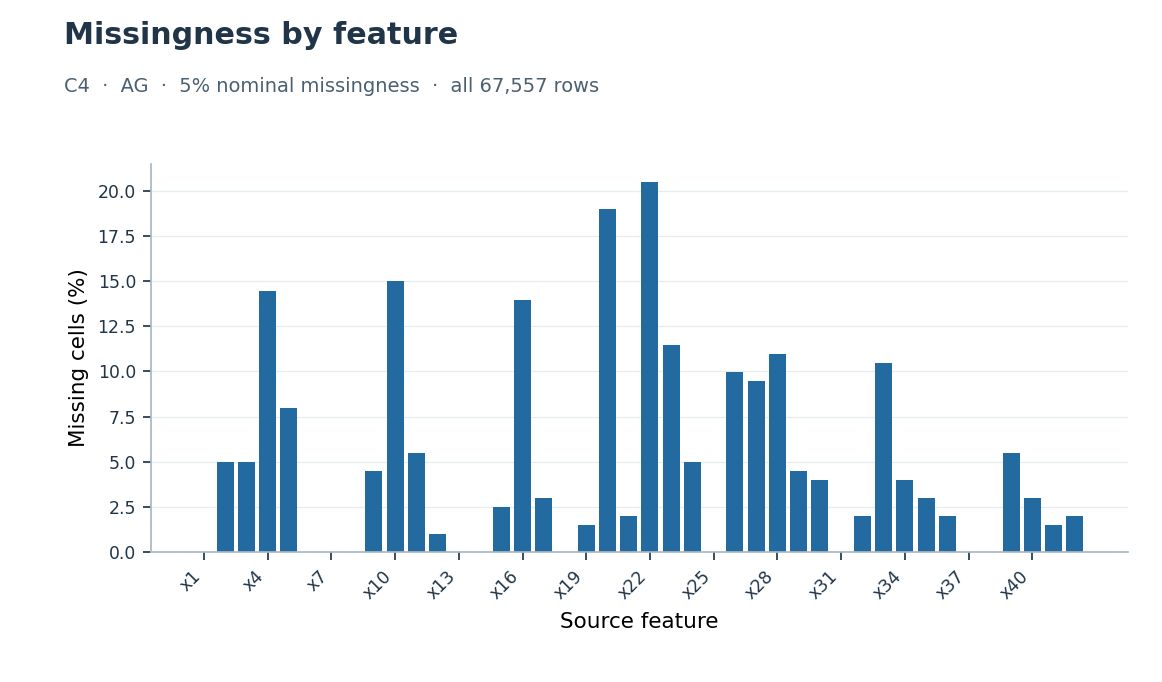 Missingness by feature
C4 · AG · 5% nominal missingness · all 67,557 rows
20.0
17.5
15.0
12.5
10.0
7.5
5.0
2.5
0.0
Missing cells (%)
x1 x4 x7 x10 x13 x16 x19 x22 x25 x28 x31 x34 x37 x40
Source feature